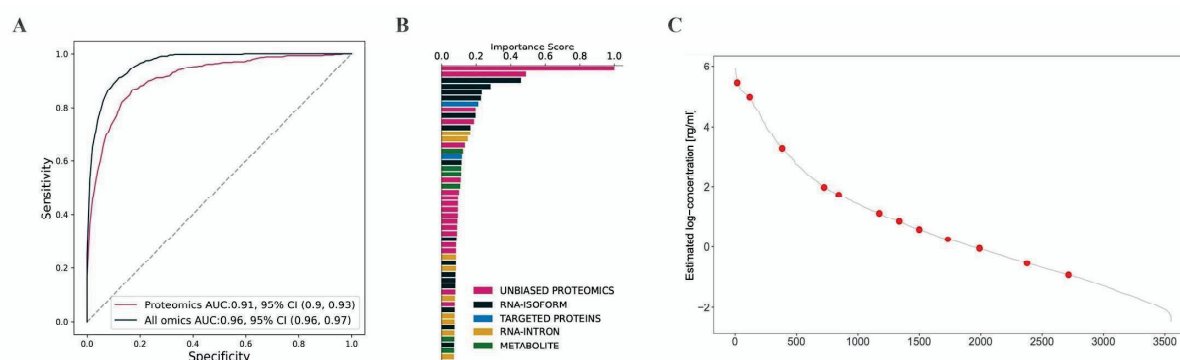 A
B
C
1.0
0.8
0.6
0.4
0.2
0.0
Sensitivity
0.0 0.2 0.4 0.6 0.8 1.0
Specificity
Proteomics AUC:0.91, 95% CI (0.9, 0.93)
All omics AUC:0.96, 95% CI (0.96, 0.97)
Importance Score
0.0 0.2 0.4 0.6 0.8 1.0
UNBIASED PROTEOMICS
RNA-ISOFORM
TARGETED PROTEINS
RNA-INTRON
METABOLITE
Estimated log-concentration
6
4
2
0
−2
0 500 1000 1500 2000 2500 3000 3500